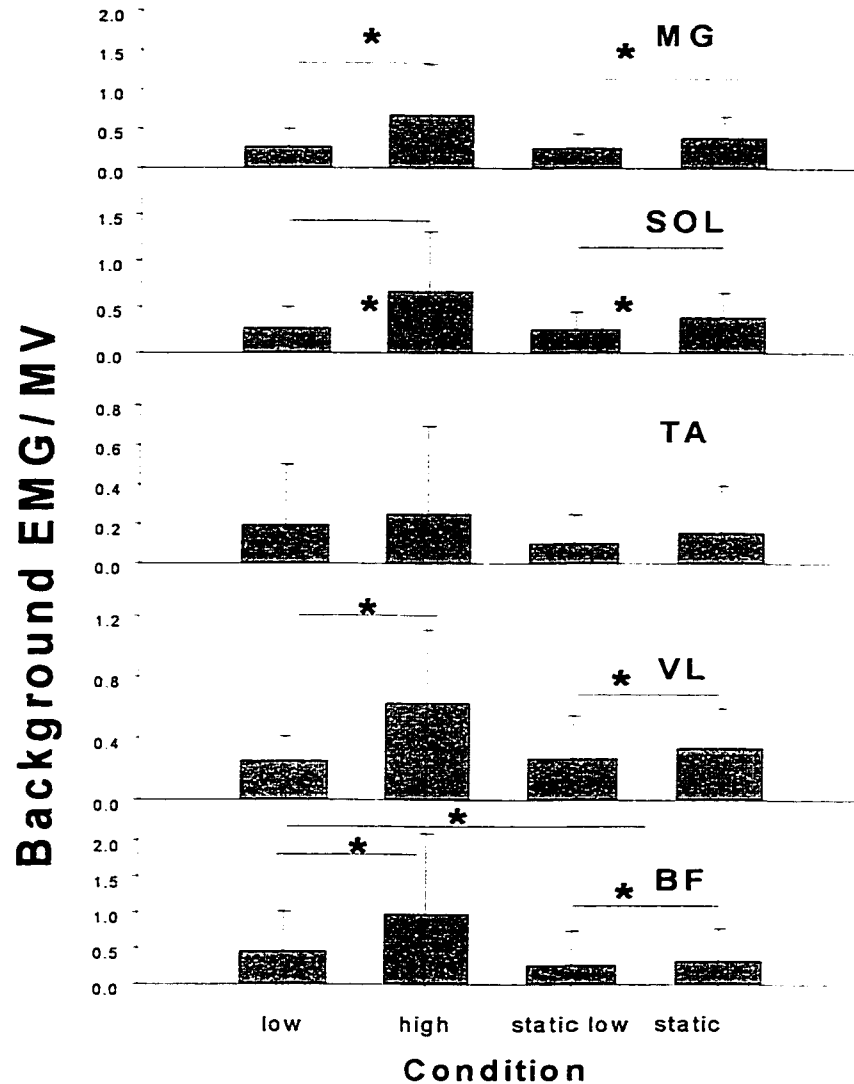 Background EMG/ MV
2.0
* MG
1.5 *
1.0
0.5
0.0
SOL
1.5
1.0
* *
0.5
0.0
0.8
TA
0.6
0.4
0.2
0.0
1.2 *
0.8 * VL
0.4
0.0
*
2.0 *
1.5 * BF
1.0
0.5
0.0
low high static low static
Condition